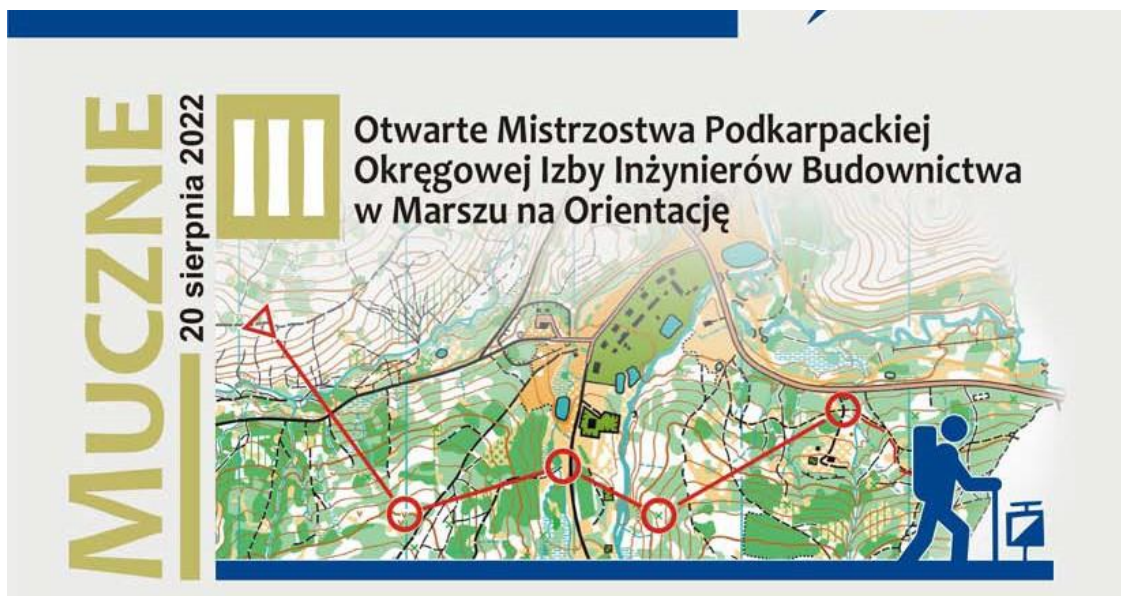 MUCZNE
20 sierpnia 2022
III
Otwarte Mistrzostwa Podkarpackiej
Okręgowej Izby Inżynierów Budownictwa
w Marszu na Orientację